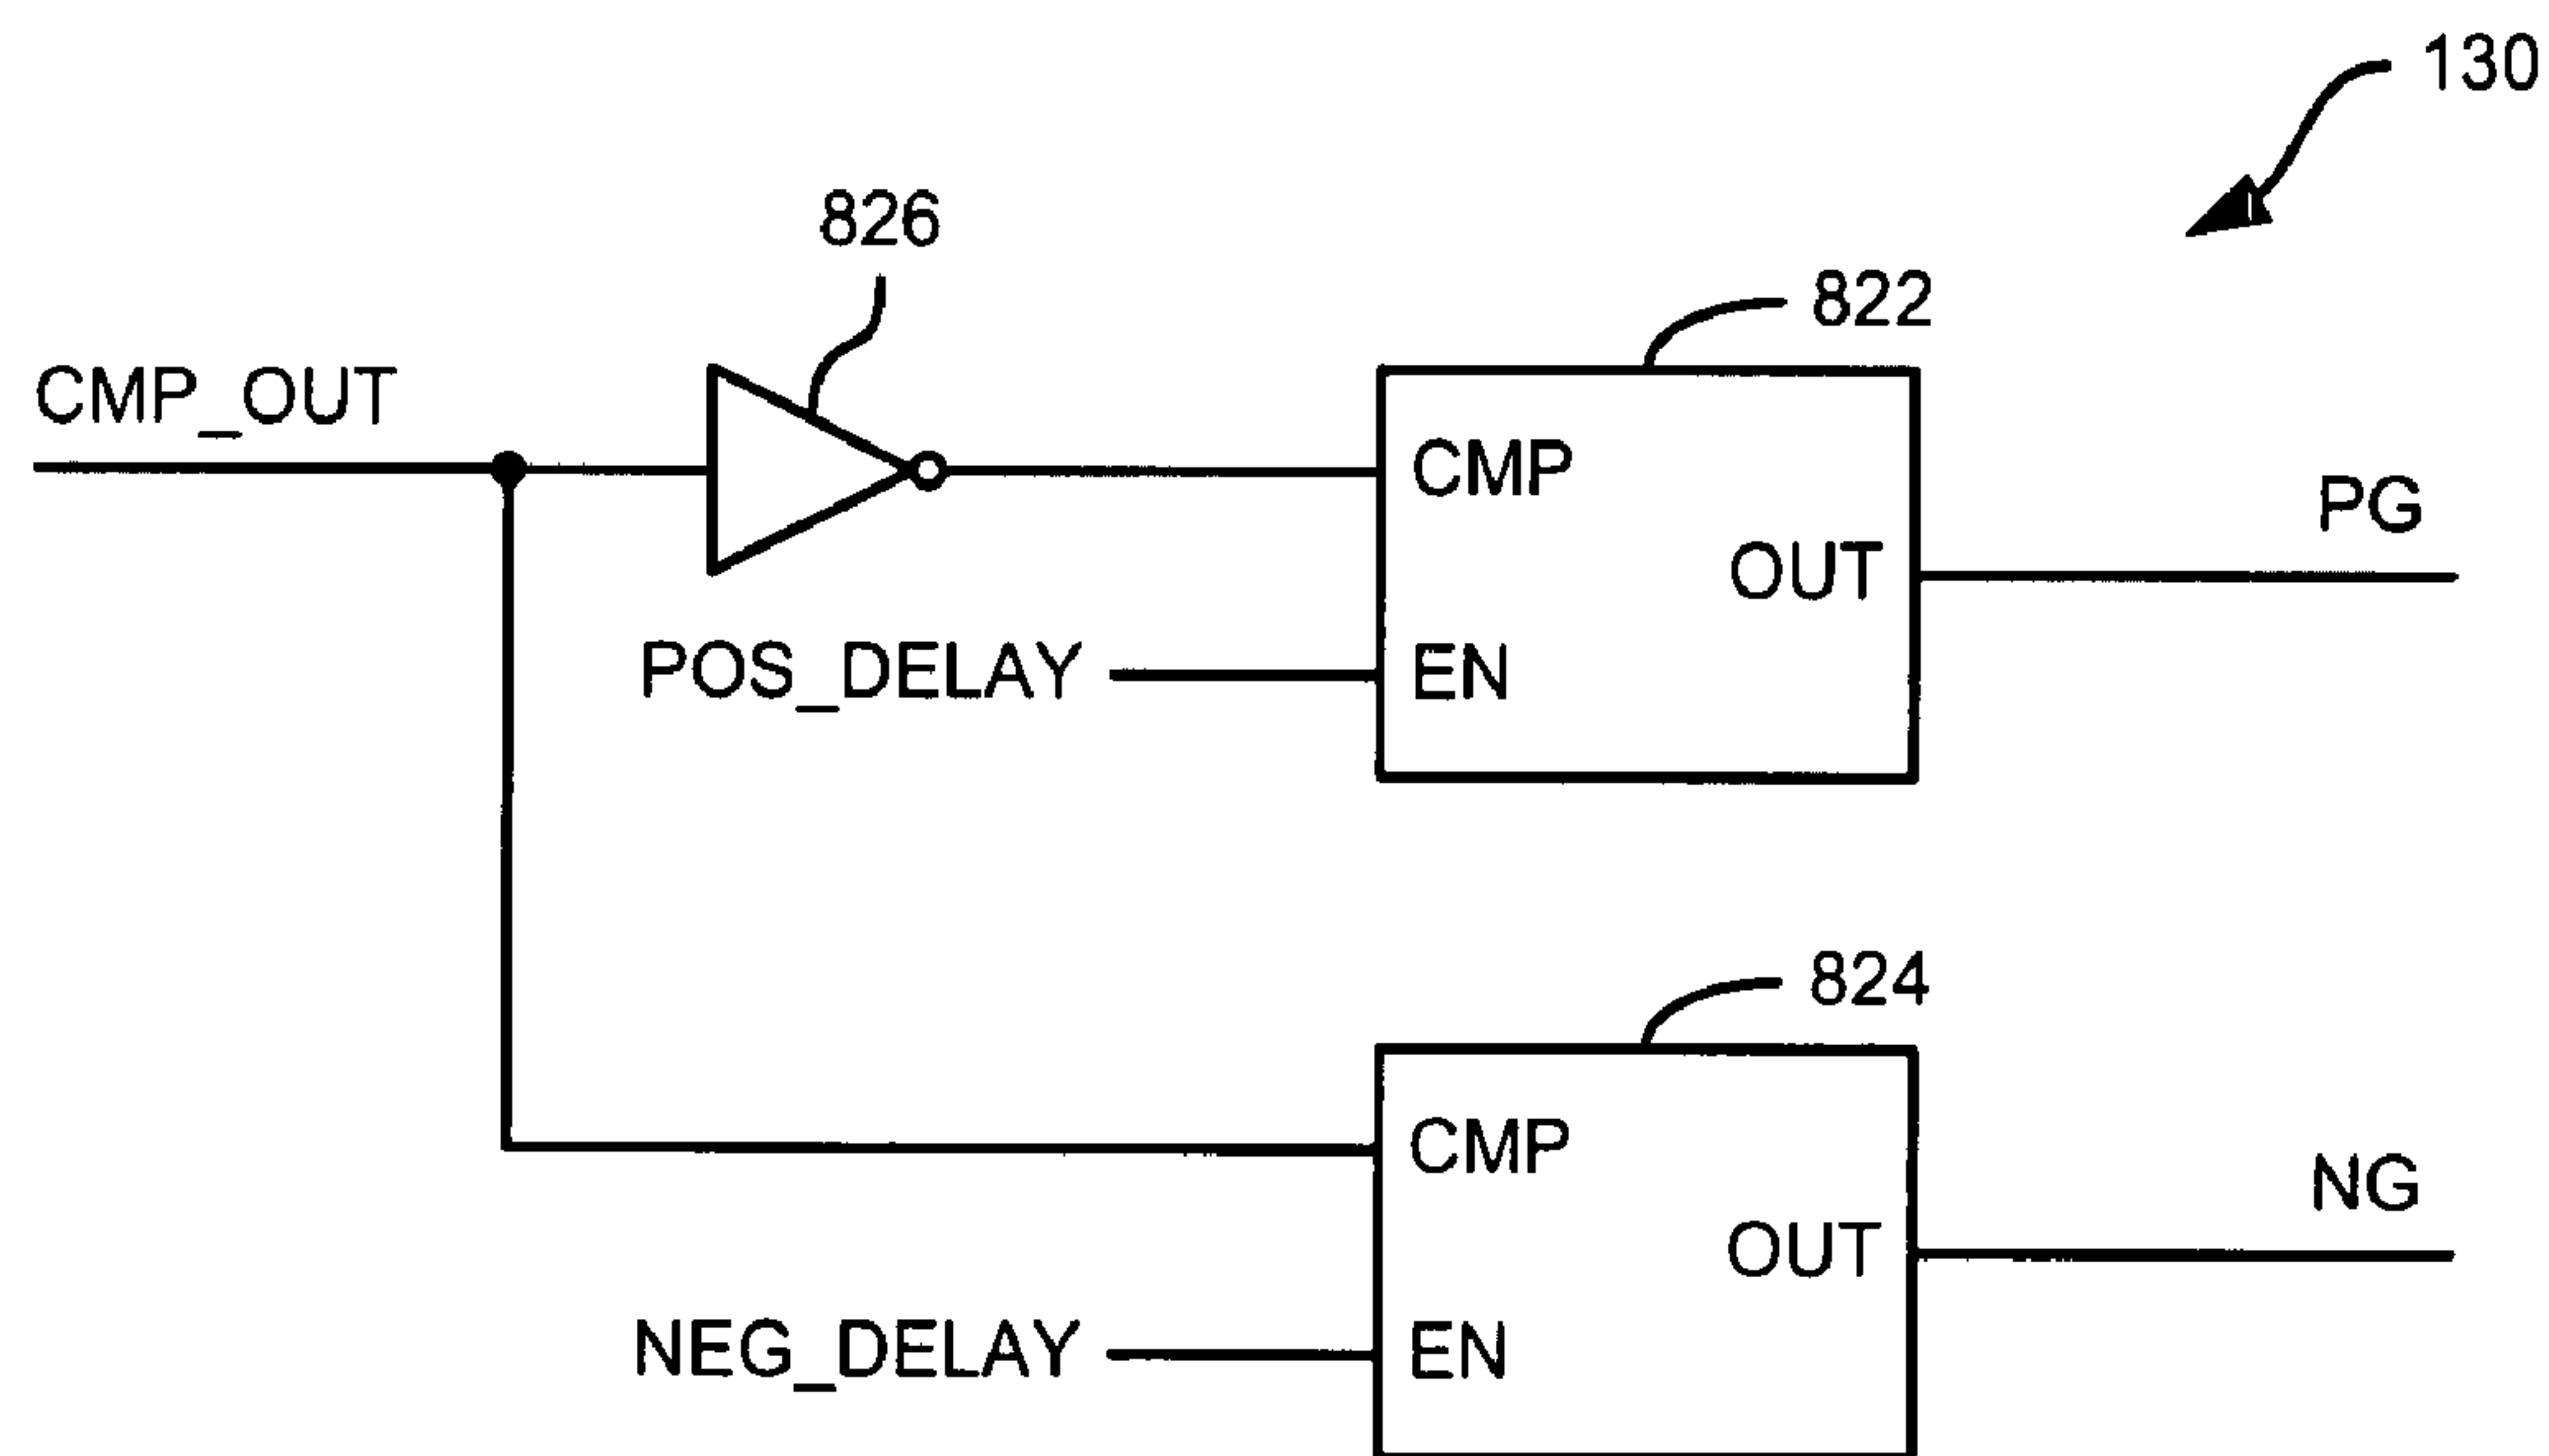 130
826
822
CMP_OUT
CMP
PG
OUT
POS_DELAY
EN
824
CMP
NG
OUT
NEG_DELAY
EN